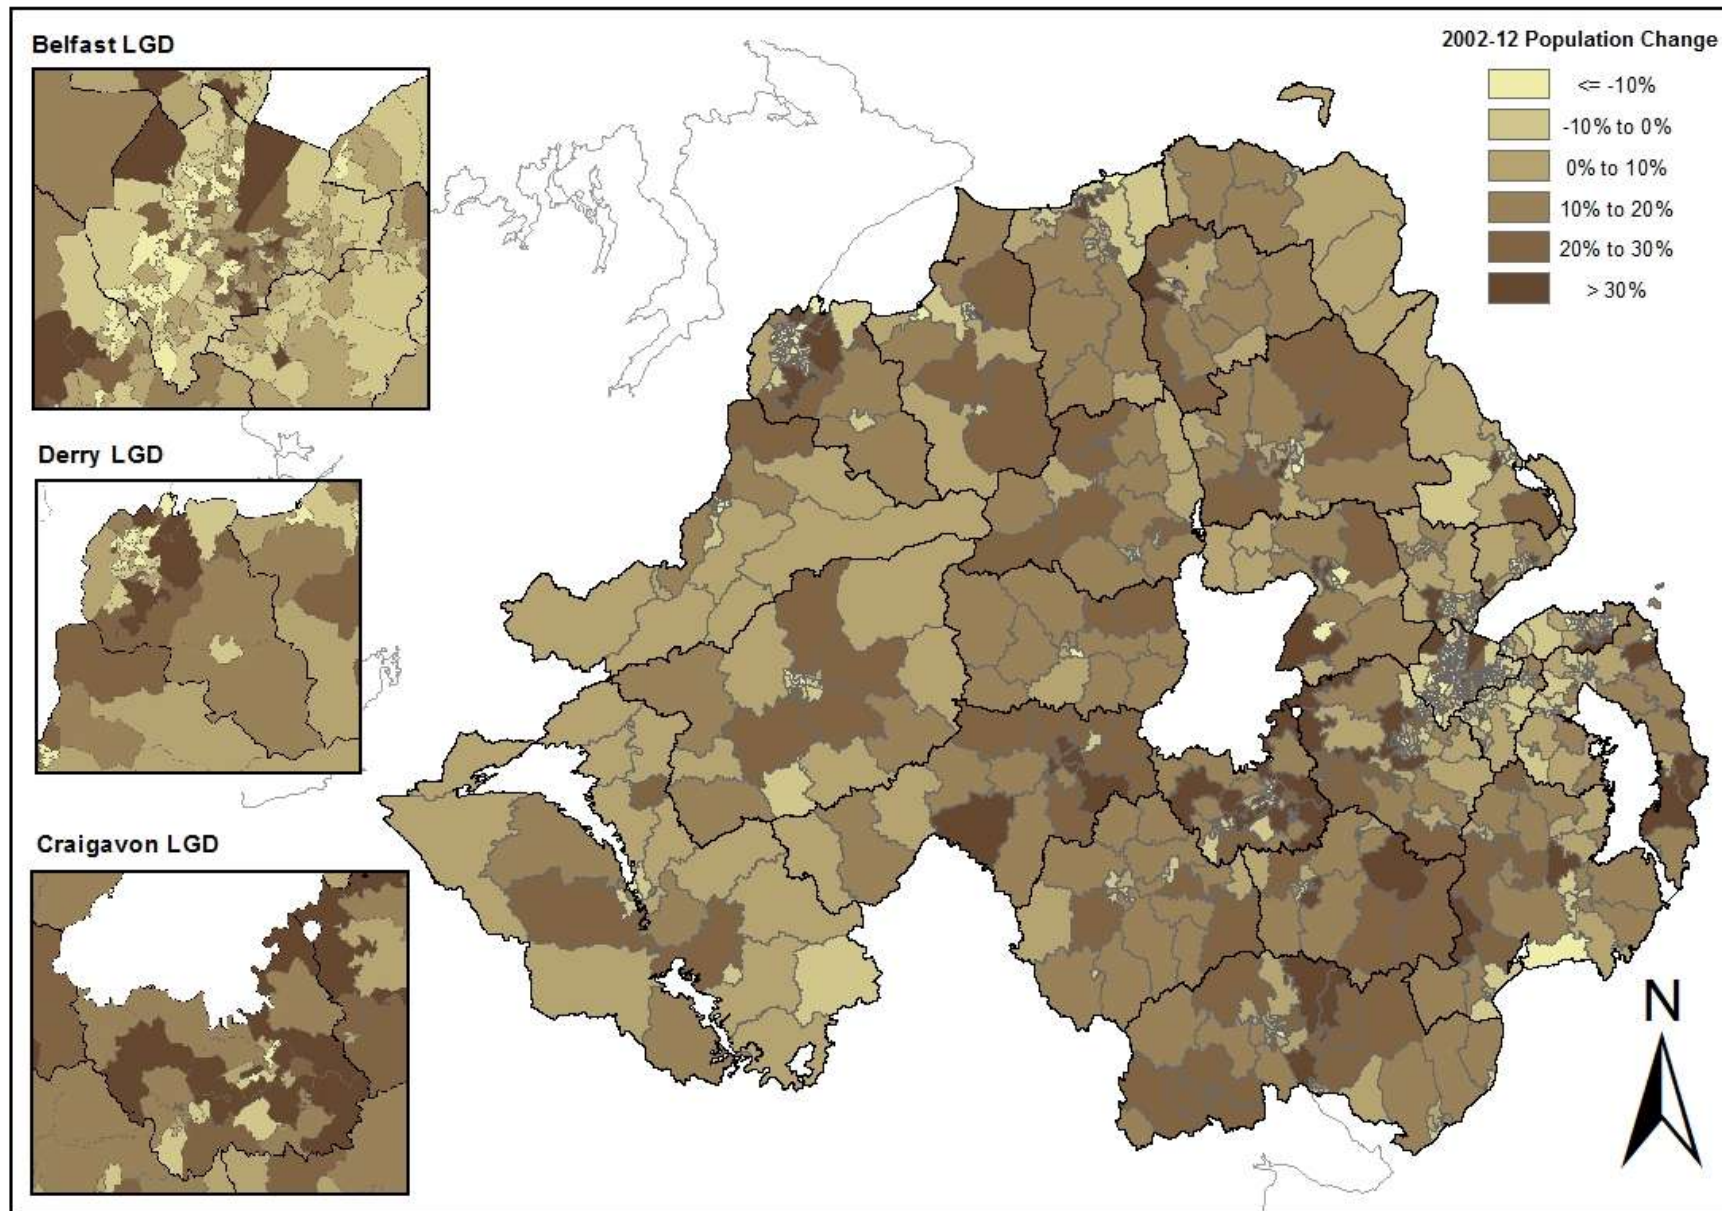 Belfast LGD
2002-12 Population Change
<= -10%
-10% to 0%
0% to 10%
10% to 20%
20% to 30%
> 30%
Derry LGD
Craigavon LGD
N